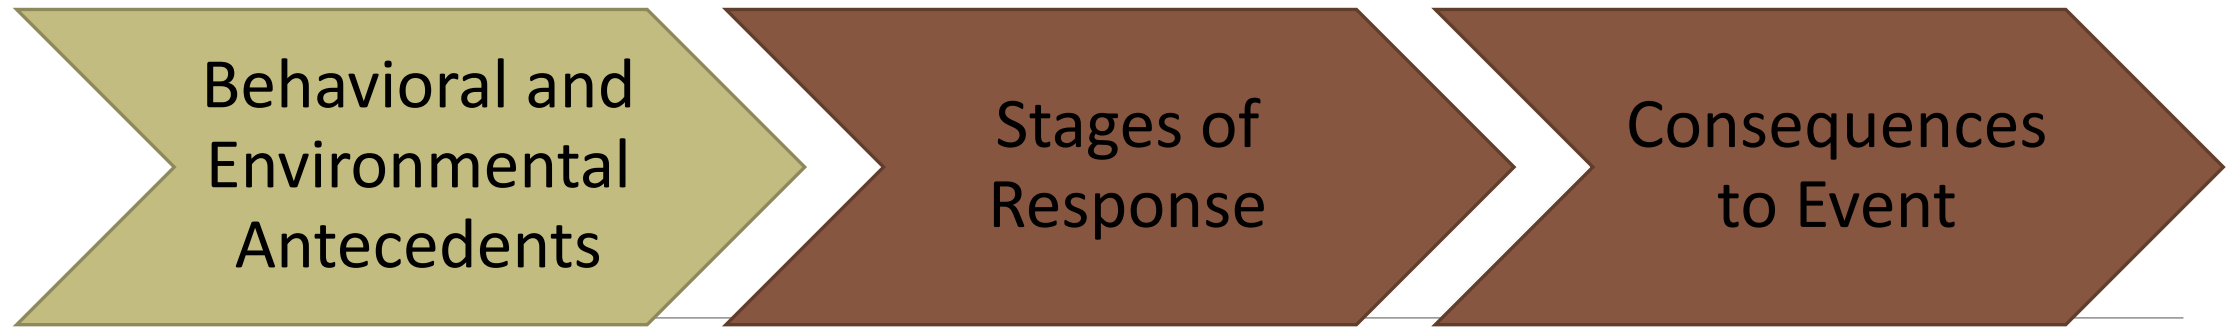 Behavioral and
Environmental
Antecedents
Stages of
Response
Consequences
to Event